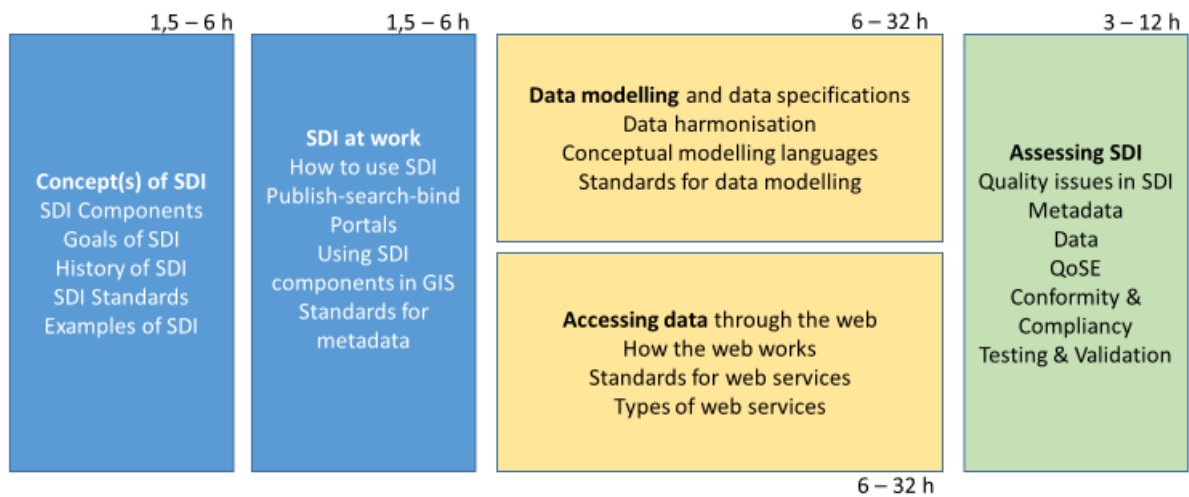 1,5 – 6 h
Concept(s) of SDI
SDI Components
Goals of SDI
History of SDI
SDI Standards
Examples of SDI
1,5 – 6 h
SDI at work
How to use SDI
Publish-search-bind
Portals
Using SDI
components in GIS
Standards for
metadata
6 – 32 h
Data modelling and data specifications
Data harmonisation
Conceptual modelling languages
Standards for data modelling
Accessing data through the web
How the web works
Standards for web services
Types of web services
6 – 32 h
3 – 12 h
Assessing SDI
Quality issues in SDI
Metadata
Data
QoSE
Conformity &
Compliancy
Testing & Validation